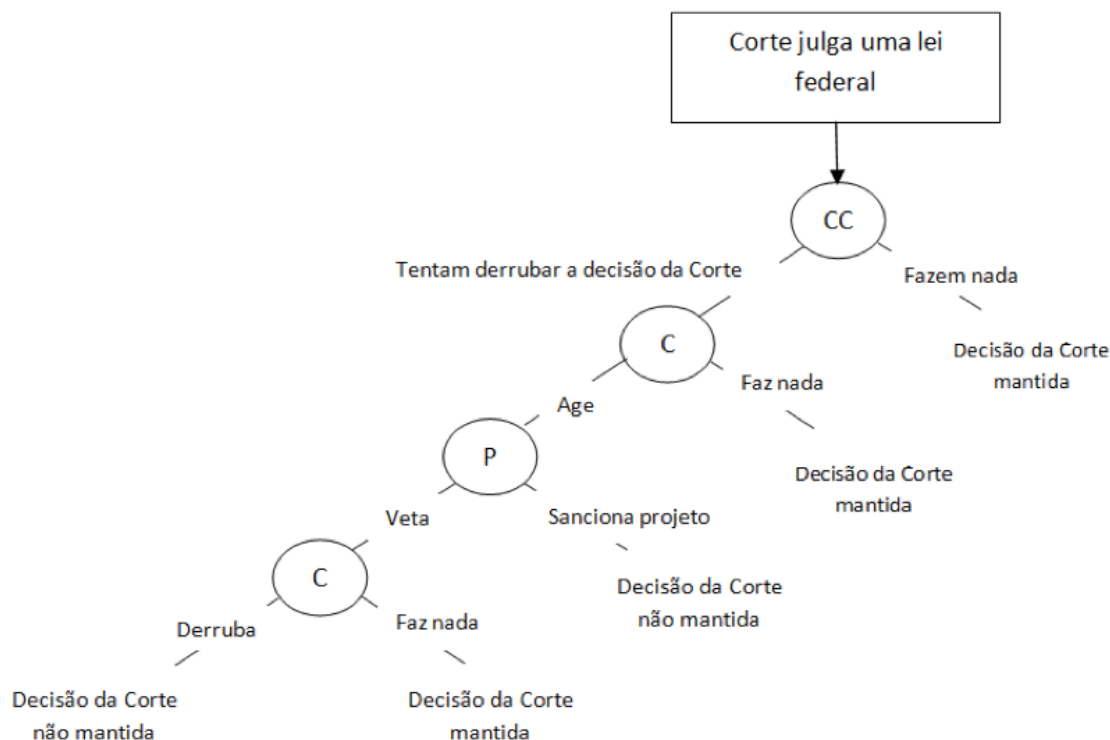 Corte julga uma lei
federal
CC
Tentam derrubar a decisão da Corte
Fazem nada
C
Decisão da Corte
mantida
Faz nada
Age
P
Decisão da Corte
mantida
Veta
Sanciona projeto
C
Decisão da Corte
não mantida
Derruba
Faz nada
Decisão da Corte
não mantida
Decisão da Corte
mantida